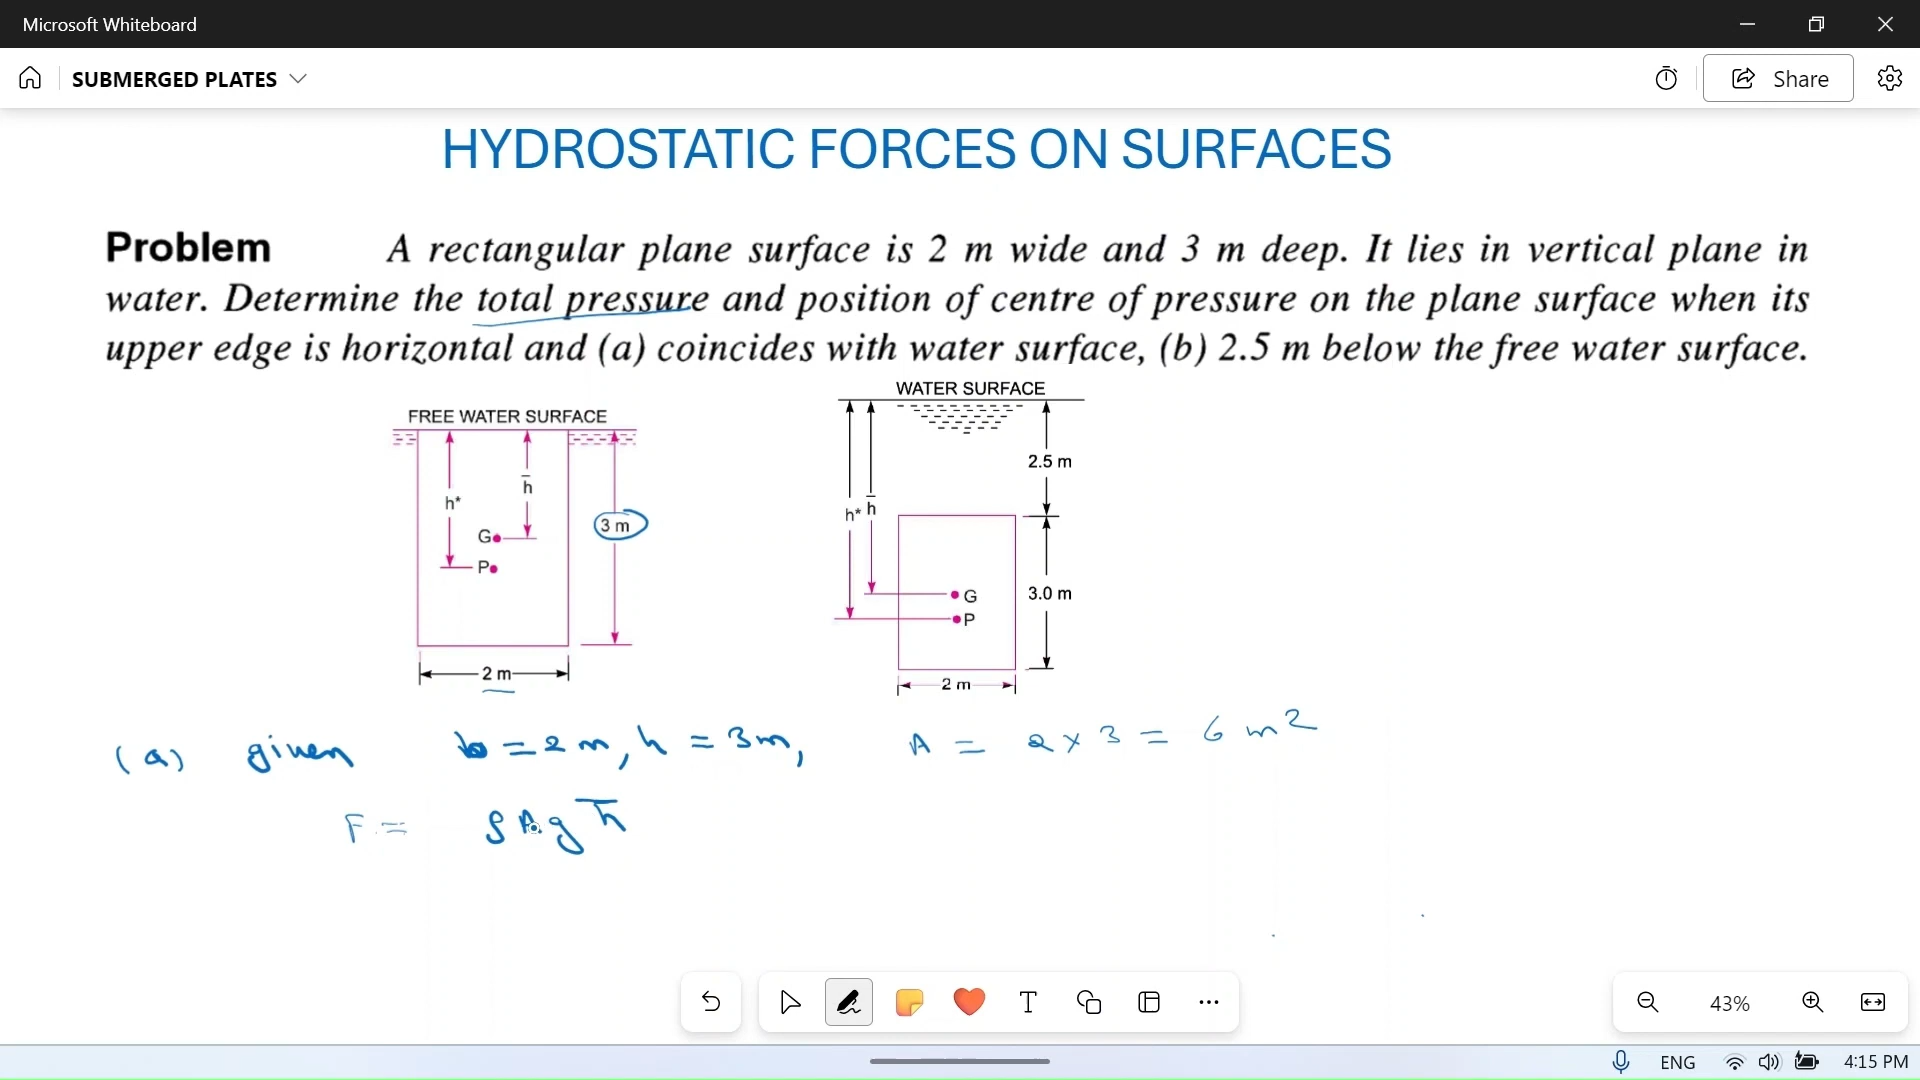 Microsoft Whiteboard
SUBMERGED PLATES
Share
HYDROSTATIC FORCES ON SURFACES
Problem A rectangular plane surface is 2 m wide and 3 m deep. It lies in vertical plane in
water. Determine the total pressure and position of centre of pressure on the plane surface when its
upper edge is horizontal and (a) coincides with water surface, (b) 2.5 m below the free water surface.
FREE WATER SURFACE
h*
h̄
G
P
3 m
2 m
WATER SURFACE
2.5 m
h* h̄
G
P
3.0 m
2 m
(a) given b = 2 m, h = 3m, A = 2 × 3 = 6 m²
F = ρAg h̄
T
43%
ENG
4:15 PM